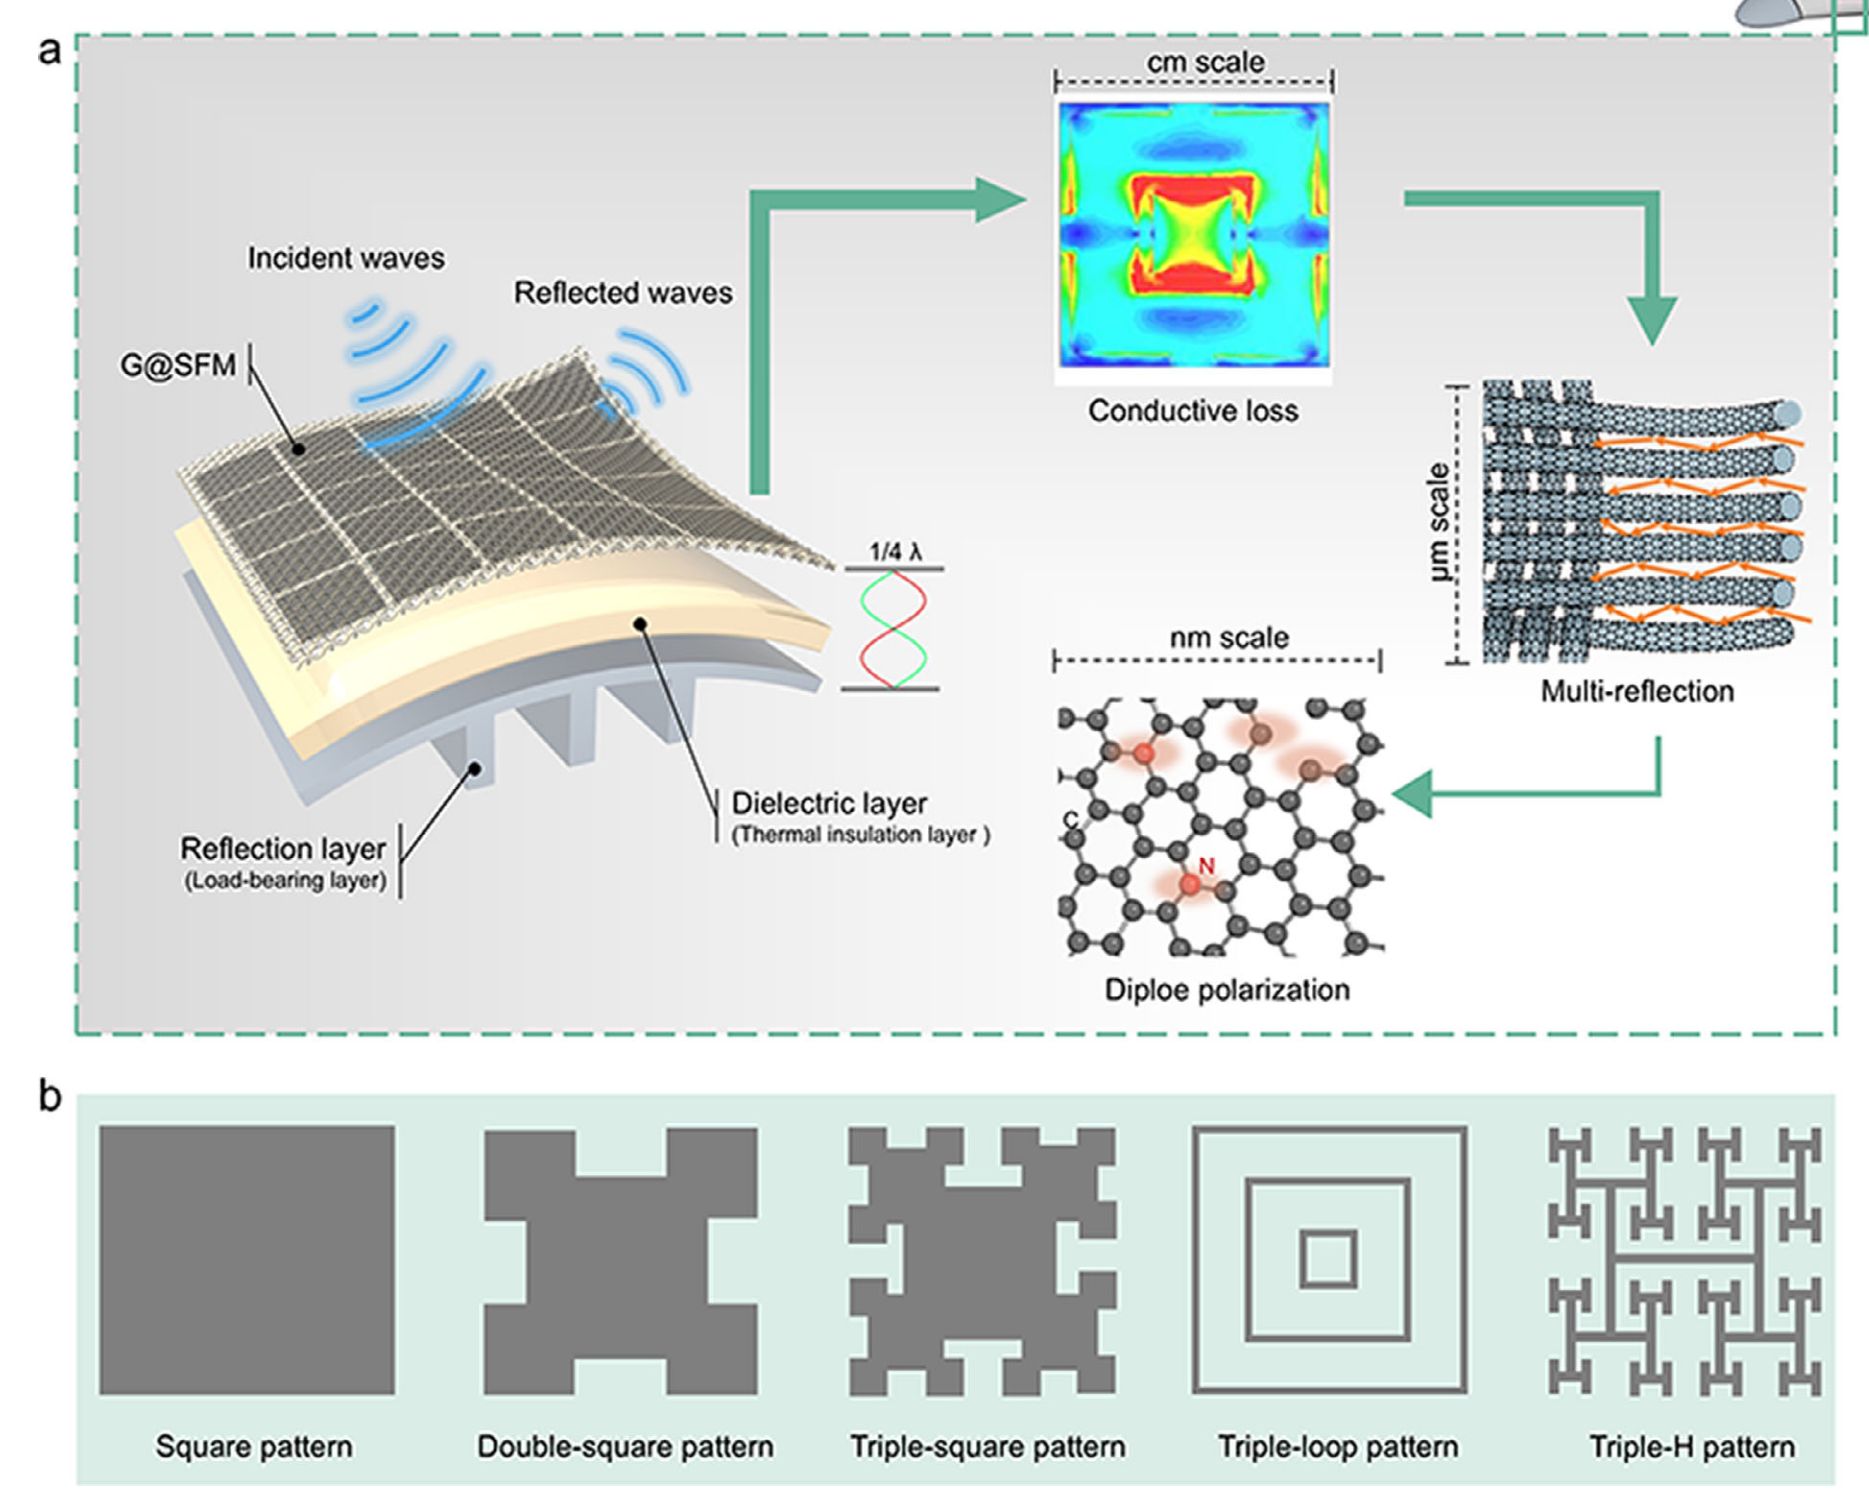 a
cm scale
Incident waves
Reflected waves
G@SFM
Conductive loss
1/4 λ
µm scale
nm scale
Multi-reflection
C
N
Dielectric layer
(Thermal insulation layer )
Reflection layer
(Load-bearing layer)
Diploe polarization
b
Square pattern
Double-square pattern
Triple-square pattern
Triple-loop pattern
Triple-H pattern